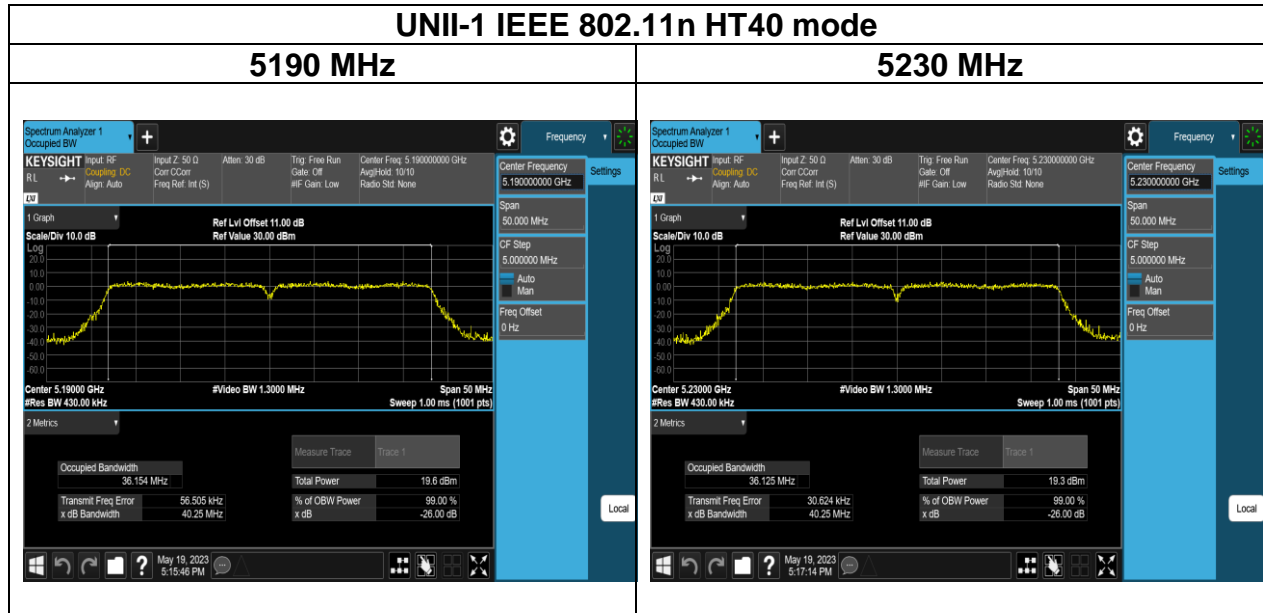 UNII-1 IEEE 802.11n HT40 mode
5190 MHz
5230 MHz
Spectrum Analyzer 1
Occupied BW
+
Frequency
KEYSIGHT
RL
LXI
Input: RF
Coupling: DC
Align: Auto
Input Z: 50 Ω
Corr CCorr
Freq Ref: Int (S)
Atten: 30 dB
Trig: Free Run
Gate: Off
#IF Gain: Low
Center Freq: 5.190000000 GHz
Avg|Hold: 10/10
Radio Std: None
Center Frequency
5.190000000 GHz
Settings
Span
50.000 MHz
CF Step
5.000000 MHz
Auto
Man
Freq Offset
0 Hz
Local
1 Graph
Scale/Div 10.0 dB
Ref Lvl Offset 11.00 dB
Ref Value 30.00 dBm
Log
20.0
10.0
0.00
-10.0
-20.0
-30.0
-40.0
-50.0
-60.0
Center 5.19000 GHz
#Res BW 430.00 kHz
#Video BW 1.3000 MHz
Span 50 MHz
Sweep 1.00 ms (1001 pts)
2 Metrics
Measure Trace Trace 1
Occupied Bandwidth
36.154 MHz
Total Power 19.6 dBm
Transmit Freq Error 56.505 kHz
% of OBW Power 99.00 %
x dB Bandwidth 40.25 MHz
x dB -26.00 dB
?
May 19, 2023
5:15:46 PM
Spectrum Analyzer 1
Occupied BW
+
Frequency
KEYSIGHT
RL
LXI
Input: RF
Coupling: DC
Align: Auto
Input Z: 50 Ω
Corr CCorr
Freq Ref: Int (S)
Atten: 30 dB
Trig: Free Run
Gate: Off
#IF Gain: Low
Center Freq: 5.230000000 GHz
Avg|Hold: 10/10
Radio Std: None
Center Frequency
5.230000000 GHz
Settings
Span
50.000 MHz
CF Step
5.000000 MHz
Auto
Man
Freq Offset
0 Hz
Local
1 Graph
Scale/Div 10.0 dB
Ref Lvl Offset 11.00 dB
Ref Value 30.00 dBm
Log
20.0
10.0
0.00
-10.0
-20.0
-30.0
-40.0
-50.0
-60.0
Center 5.23000 GHz
#Res BW 430.00 kHz
#Video BW 1.3000 MHz
Span 50 MHz
Sweep 1.00 ms (1001 pts)
2 Metrics
Measure Trace Trace 1
Occupied Bandwidth
36.125 MHz
Total Power 19.3 dBm
Transmit Freq Error 30.624 kHz
% of OBW Power 99.00 %
x dB Bandwidth 40.25 MHz
x dB -26.00 dB
?
May 19, 2023
5:17:14 PM